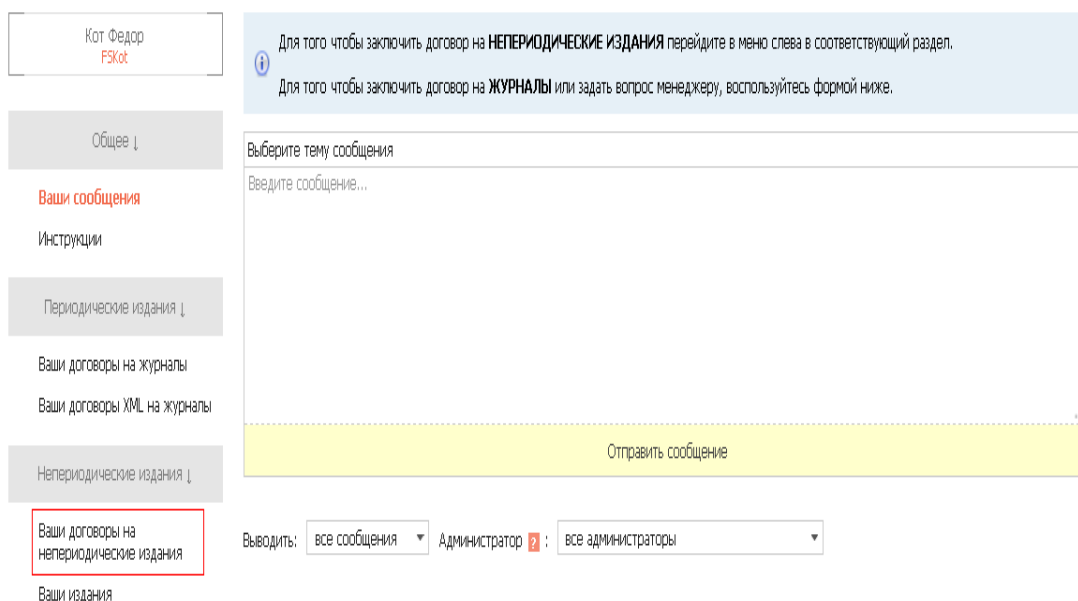 Кот Федор
FSKot
Для того чтобы заключить договор на НЕПЕРИОДИЧЕСКИЕ ИЗДАНИЯ перейдите в меню слева в соответствующий раздел.
Для того чтобы заключить договор на ЖУРНАЛЫ или задать вопрос менеджеру, воспользуйтесь формой ниже.
Общее ↓
Ваши сообщения
Инструкции
Периодические издания ↓
Ваши договоры на журналы
Ваши договоры XML на журналы
Непериодические издания ↓
Ваши договоры на
непериодические издания
Ваши издания
Выберите тему сообщения
Введите сообщение...
Отправить сообщение
Выводить: все сообщения Администратор ? : все администраторы